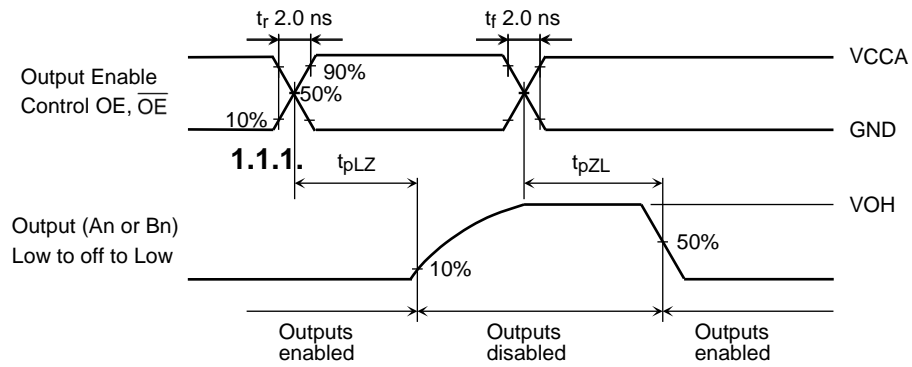 tr 2.0 ns
tf 2.0 ns
VCCA
Output Enable
Control OE, OE
90%
50%
10%
GND
1.1.1.
tpLZ
tpZL
VOH
Output (An or Bn)
Low to off to Low
50%
10%
Outputs
enabled
Outputs
disabled
Outputs
enabled